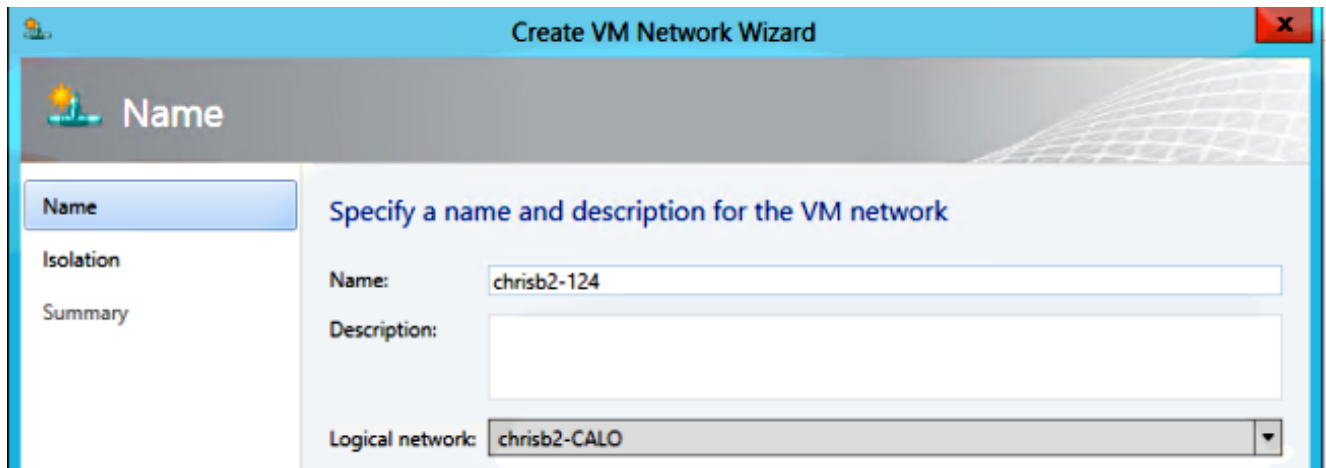 Create VM Network Wizard
x
Name
Name
Isolation
Summary
Specify a name and description for the VM network
Name: chrisb2-124
Description:
Logical network: chrisb2-CALO